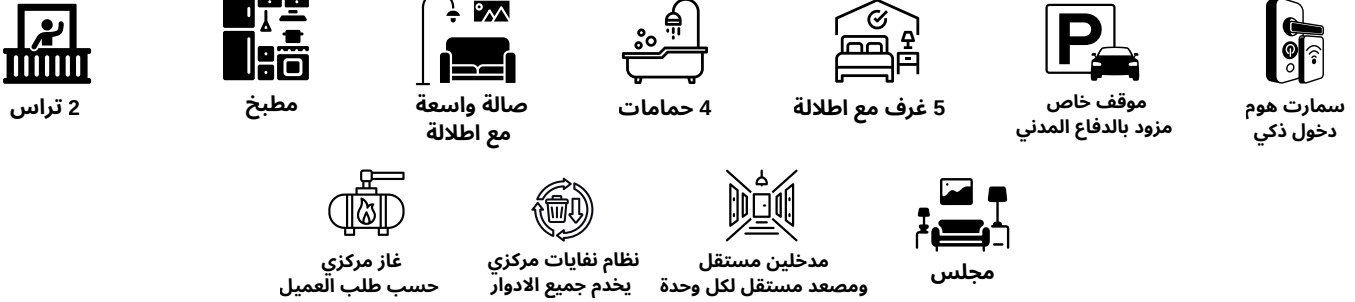 سمارت هوم
دخول ذكي
موقف خاص
مزود بالدفاع المدني
5 غرف مع اطلالة
4 حمامات
صالة واسعة
مع اطلالة
مطبخ
2 تراس
مجلس
مدخلين مستقل
ومصعد مستقل لكل وحدة
نظام نفايات مركزي
يخدم جميع الادوار
غاز مركزي
حسب طلب العميل
P